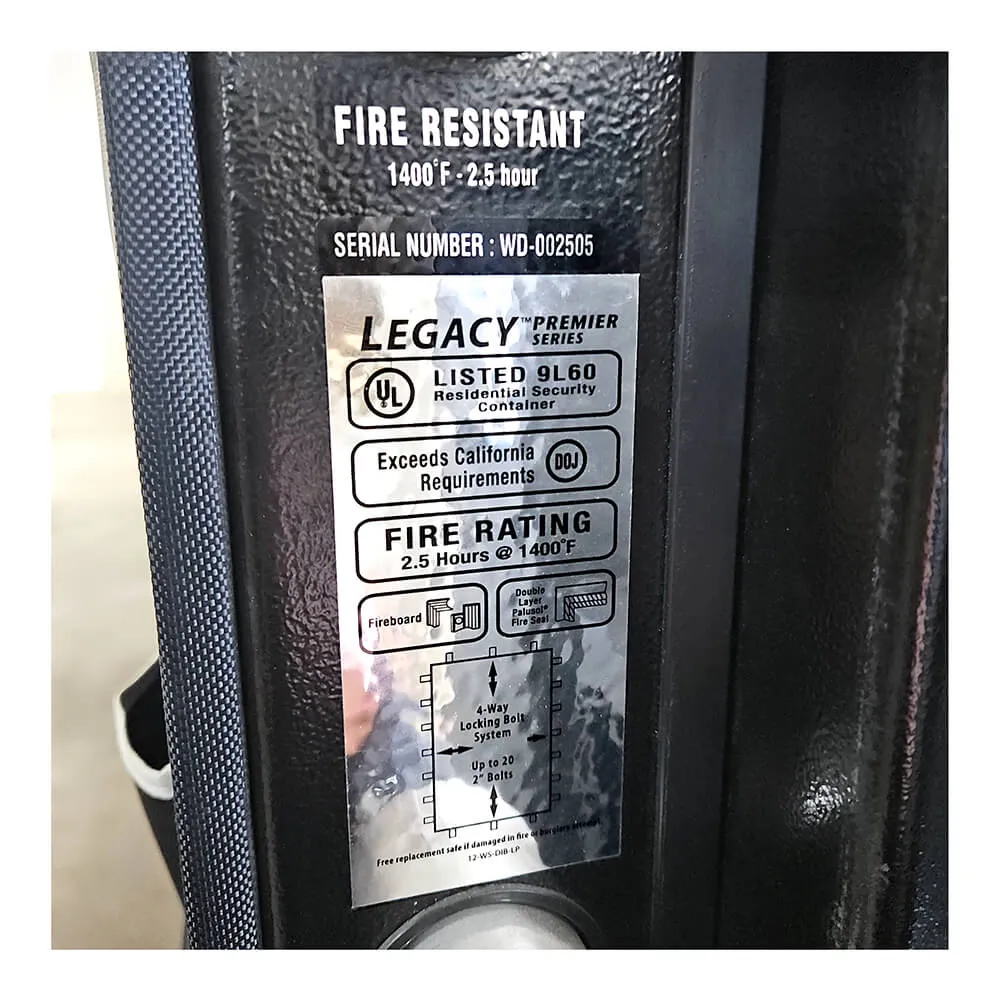 FIRE RESISTANT
1400°F - 2.5 hour
SERIAL NUMBER : WD-002505
LEGACY™ PREMIER
SERIES
UL
LISTED 9L60
Residential Security
Container
Exceeds California
Requirements
DOJ
FIRE RATING
2.5 Hours @ 1400°F
Fireboard
Double
Layer
Palusol®
Fire Seal
4-Way
Locking Bolt
System
Up to 20
2" Bolts
Free replacement safe if damaged in fire or burglary attempt
12-WS-DIB-LP